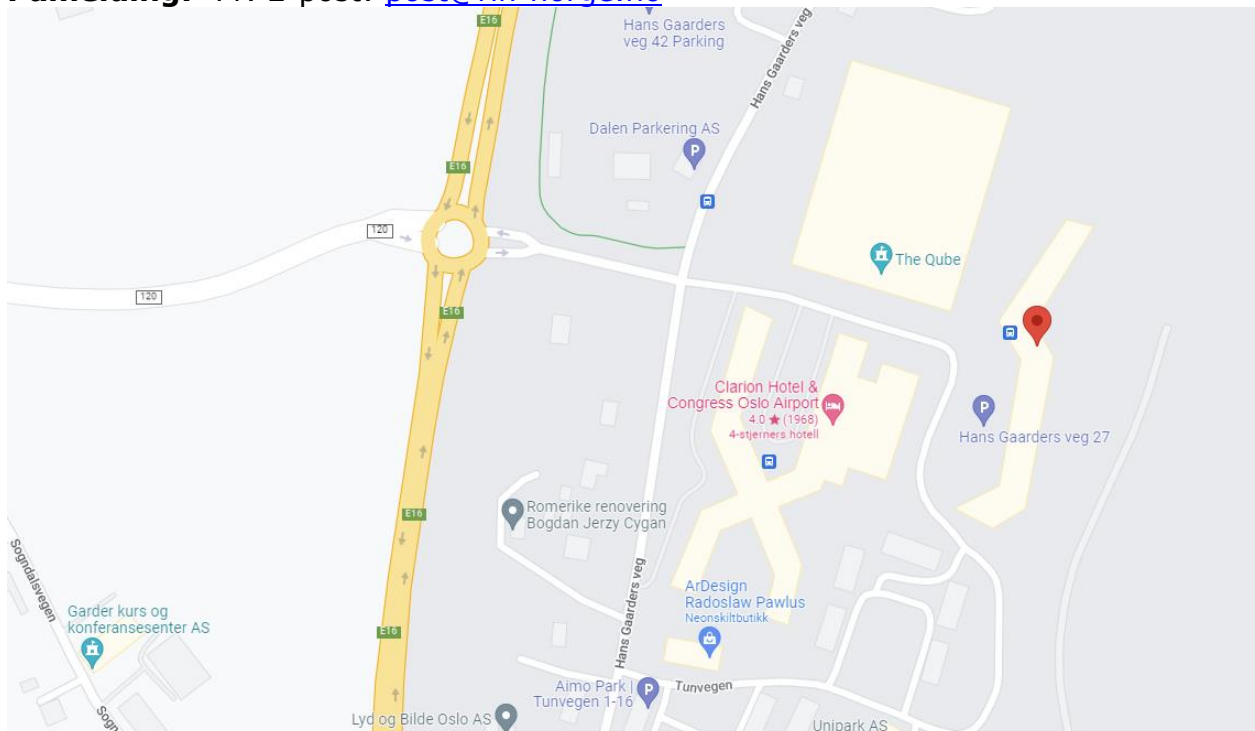 E16
Hans Gaarders
veg 42 Parking
Hans Gaarders veg
Dalen Parkering AS
P
E16
120
The Qube
120
E16
Clarion Hotel &
Congress Oslo Airport
4.0 ★ (1968)
4-stjerners hotell
P
Hans Gaarders veg 27
Romerike renovering
Bogdan Jerzy Cygan
E16
Sogndalsvegen
Hans Gaarders veg
ArDesign
Radoslaw Pawlus
Neonskiltbutikk
Garder kurs og
konferansesenter AS
E16
Aimo Park |
Tunvegen 1-16
P
Tunvegen
Lyd og Bilde Oslo AS
Unipark AS